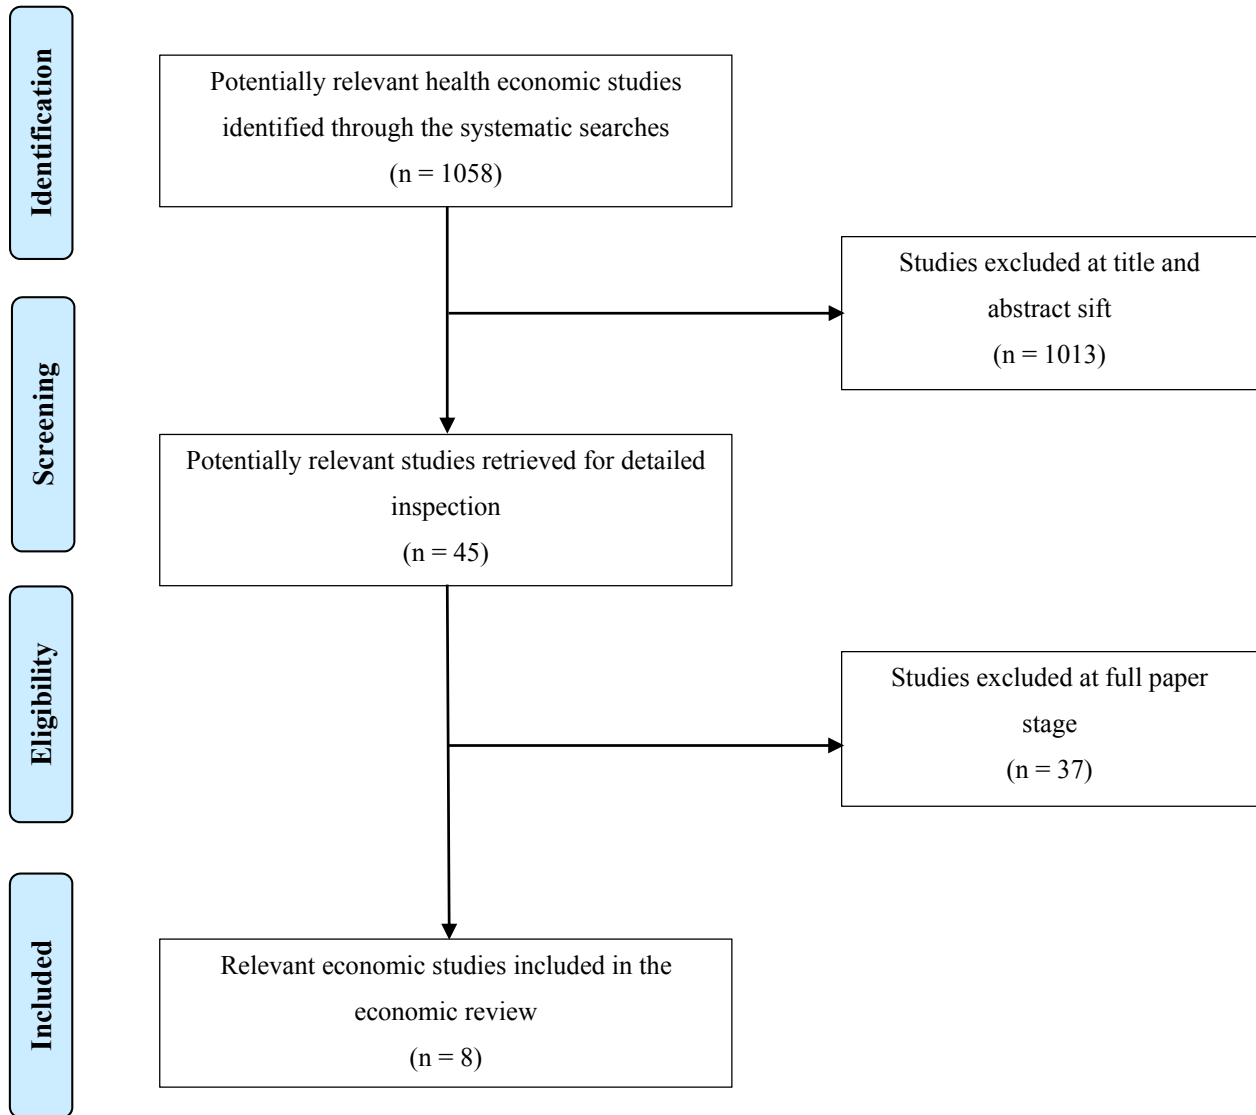 Identification
Potentially relevant health economic studies
identified through the systematic searches
(n = 1058)
Studies excluded at title and
abstract sift
(n = 1013)
Screening
Potentially relevant studies retrieved for detailed
inspection
(n = 45)
Eligibility
Studies excluded at full paper
stage
(n = 37)
Included
Relevant economic studies included in the
economic review
(n = 8)